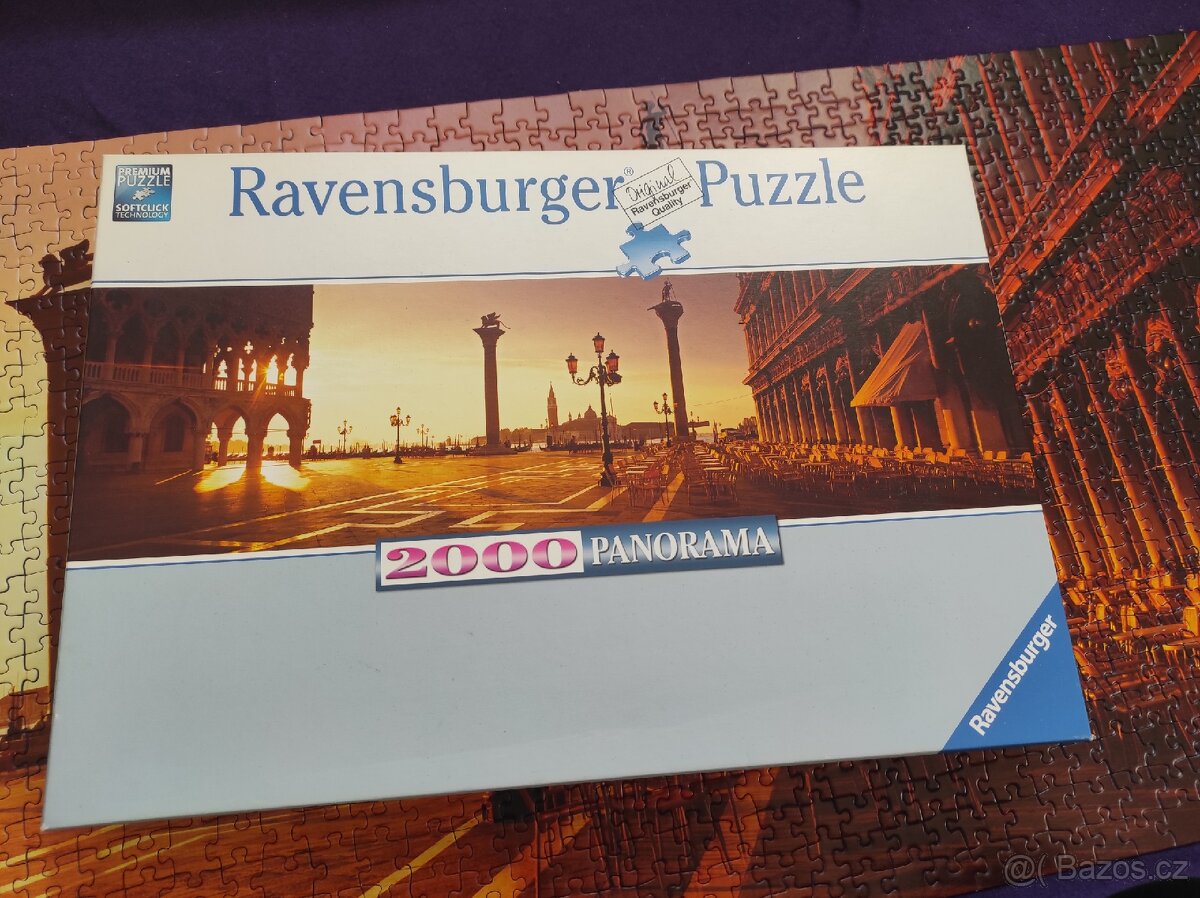 PREMIUM
PUZZLE
SOFTCLICK
TECHNOLOGY
Ravensburger® Puzzle
Original
Ravensburger
Quality
2000 PANORAMA
Ravensburger
@( Bazos.cz